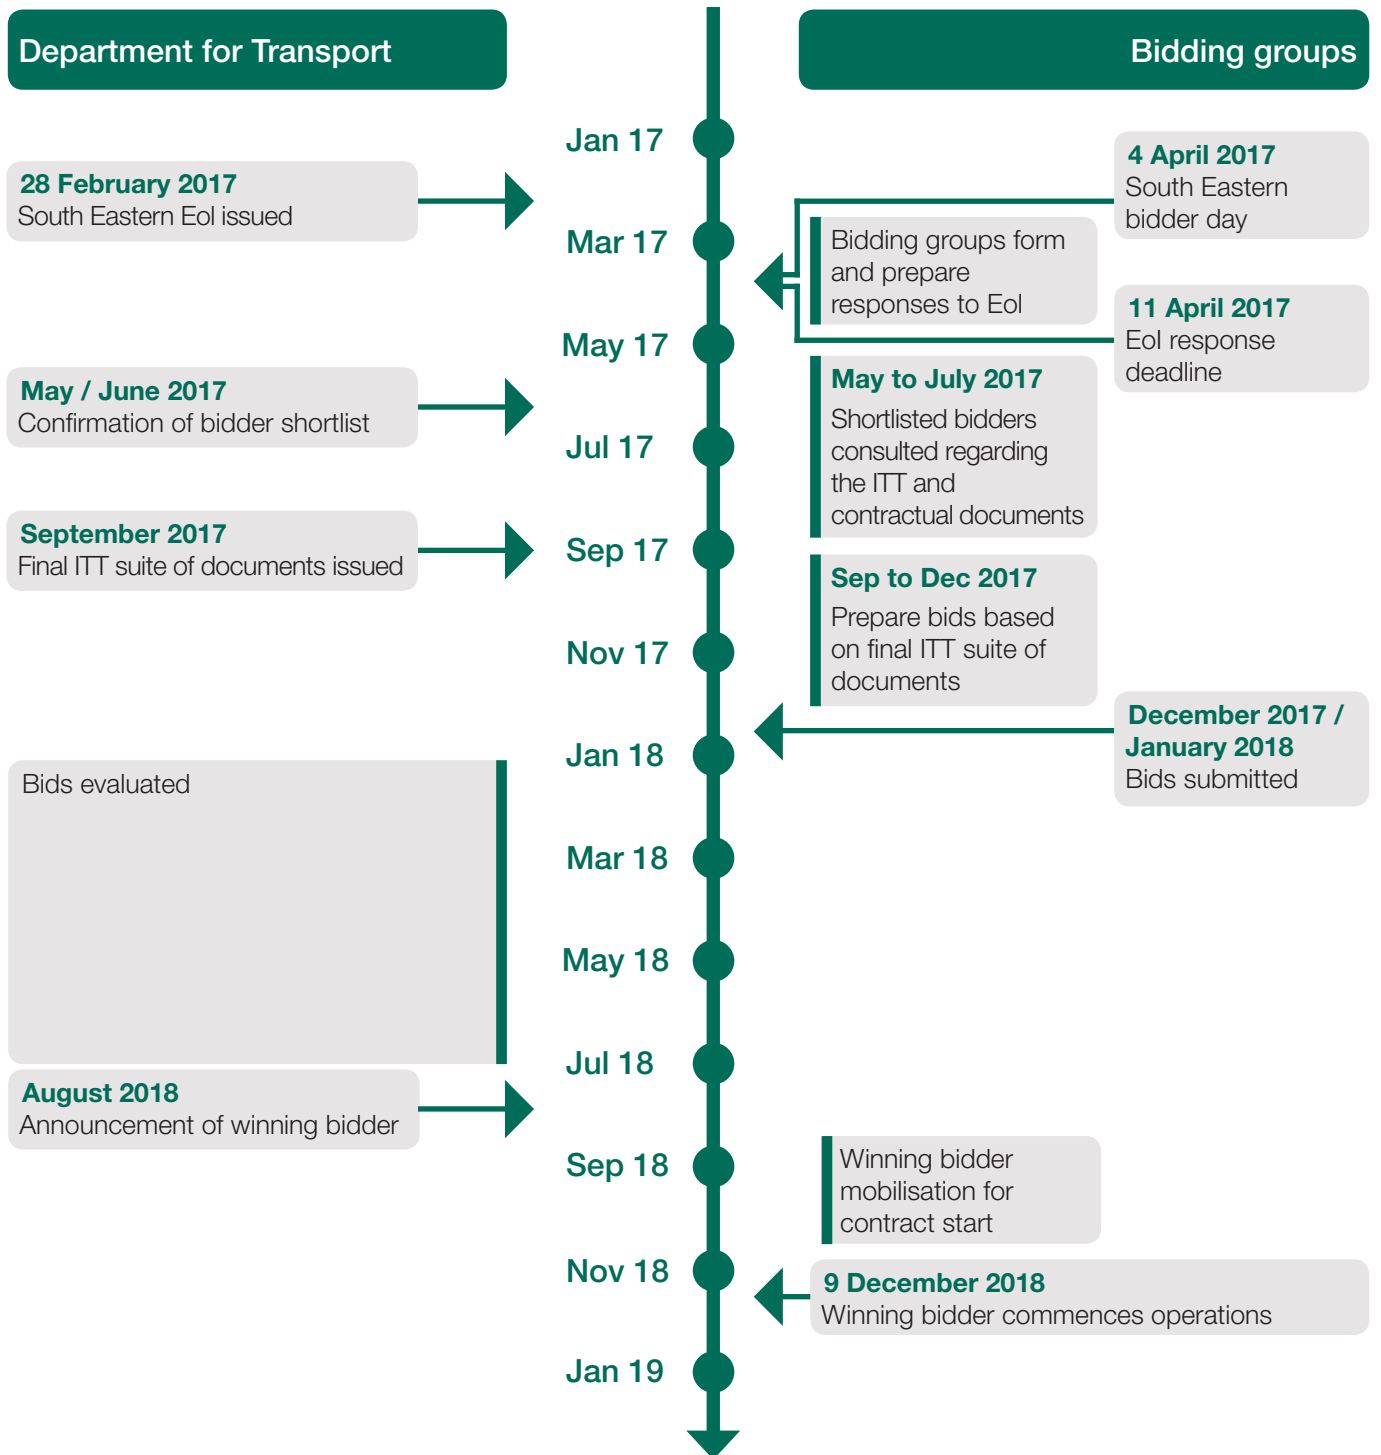 Department for Transport
Bidding groups
Jan 17
4 April 2017
South Eastern
bidder day
28 February 2017
South Eastern EoI issued
Mar 17
Bidding groups form
and prepare
responses to EoI
11 April 2017
EoI response
deadline
May 17
May / June 2017
Confirmation of bidder shortlist
May to July 2017
Shortlisted bidders
consulted regarding
the ITT and
contractual documents
Jul 17
September 2017
Final ITT suite of documents issued
Sep 17
Sep to Dec 2017
Prepare bids based
on final ITT suite of
documents
Nov 17
December 2017 /
January 2018
Bids submitted
Jan 18
Bids evaluated
Mar 18
May 18
Jul 18
August 2018
Announcement of winning bidder
Sep 18
Winning bidder
mobilisation for
contract start
Nov 18
9 December 2018
Winning bidder commences operations
Jan 19